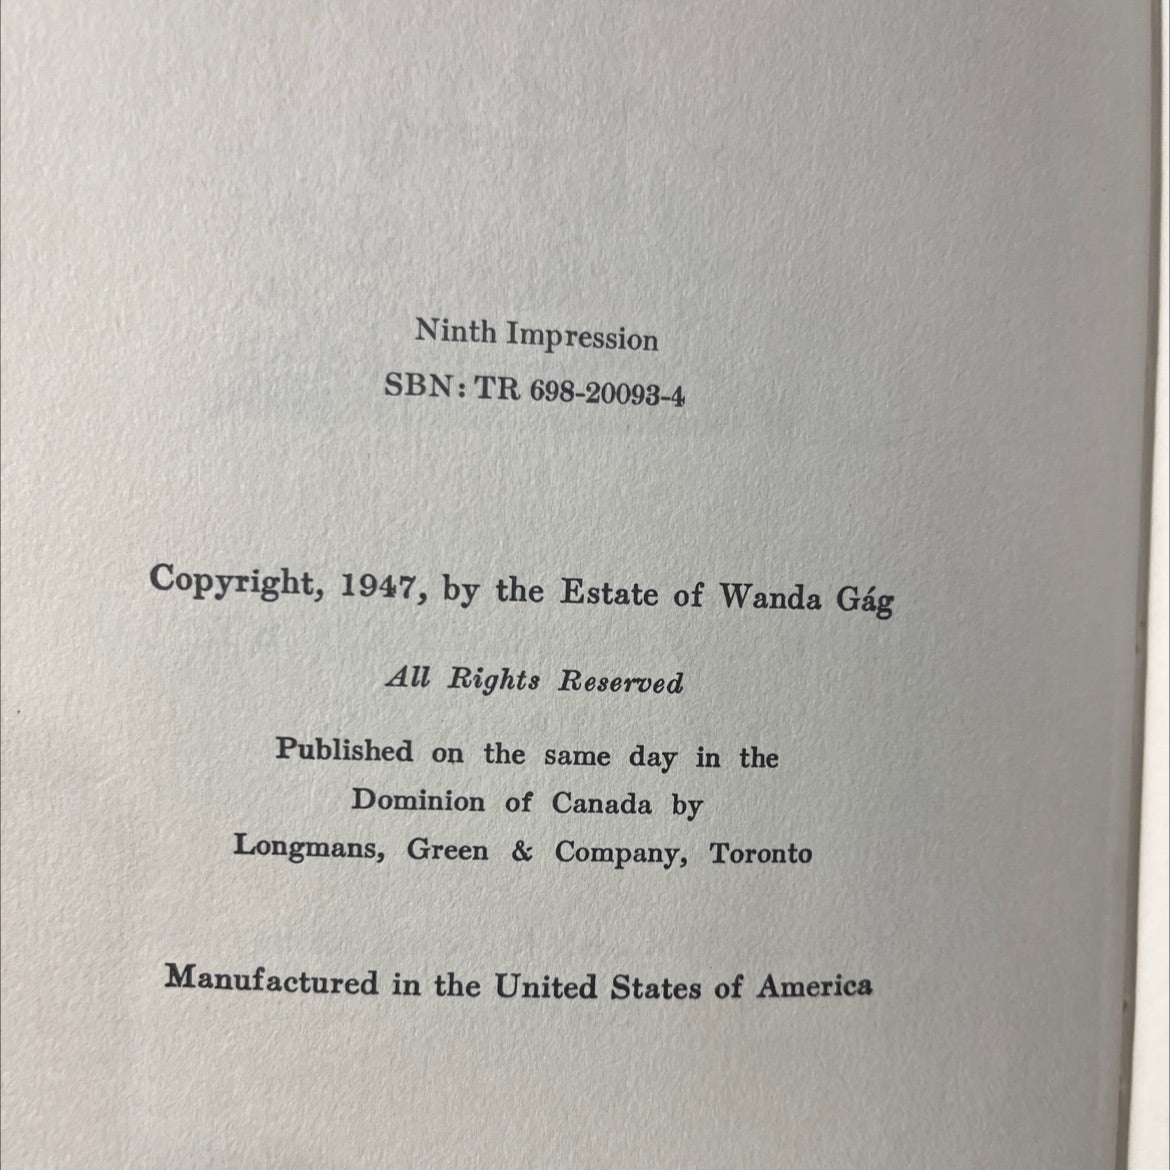 Ninth Impression
SBN: TR 698-20093-4
Copyright, 1947, by the Estate of Wanda Gág
All Rights Reserved
Published on the same day in the
Dominion of Canada by
Longmans, Green & Company, Toronto
Manufactured in the United States of America